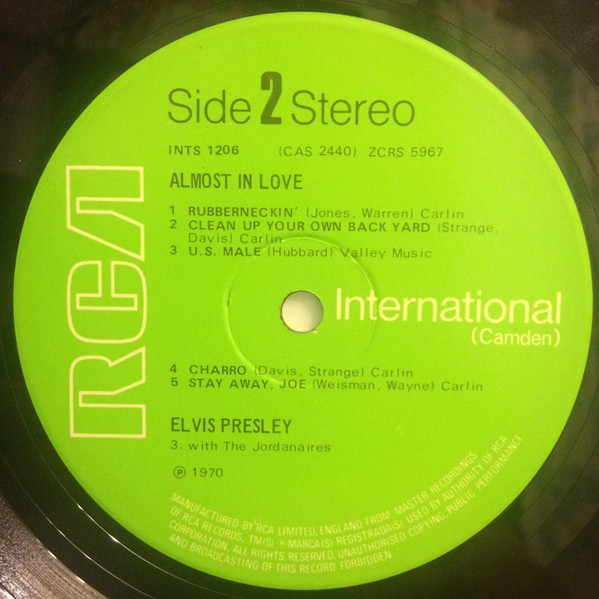 Side 2 Stereo
INTS 1206 (CAS 2440) ZCRS 5967
ALMOST IN LOVE
1 RUBBERNECKIN' (Jones, Warren) Carlin
2 CLEAN UP YOUR OWN BACK YARD (Strange,
Davis) Carlin
3 U.S. MALE (Hubbard) Valley Music
RCA
International
(Camden)
4 CHARRO (Davis, Strange) Carlin
5 STAY AWAY, JOE (Weisman, Wayne) Carlin
ELVIS PRESLEY
3. with The Jordanaires
℗ 1970
MANUFACTURED BY RCA LIMITED, ENGLAND FROM MASTER RECORDINGS
OF RCA RECORDS, TM(S) ® MARCA(S) REGISTRADA(S) USED BY AUTHORITY OF RCA
CORPORATION. ALL RIGHTS RESERVED. UNAUTHORISED COPYING, PUBLIC PERFORMANCE
AND BROADCASTING OF THIS RECORD FORBIDDEN